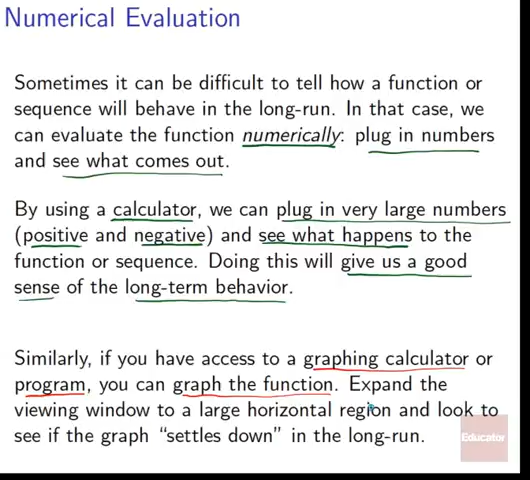 Numerical Evaluation
Sometimes it can be difficult to tell how a function or
sequence will behave in the long-run. In that case, we
can evaluate the function numerically: plug in numbers
and see what comes out.
By using a calculator, we can plug in very large numbers
(positive and negative) and see what happens to the
function or sequence. Doing this will give us a good
sense of the long-term behavior.
Similarly, if you have access to a graphing calculator or
program, you can graph the function. Expand the
viewing window to a large horizontal region and look to
see if the graph “settles down” in the long-run.
Educator